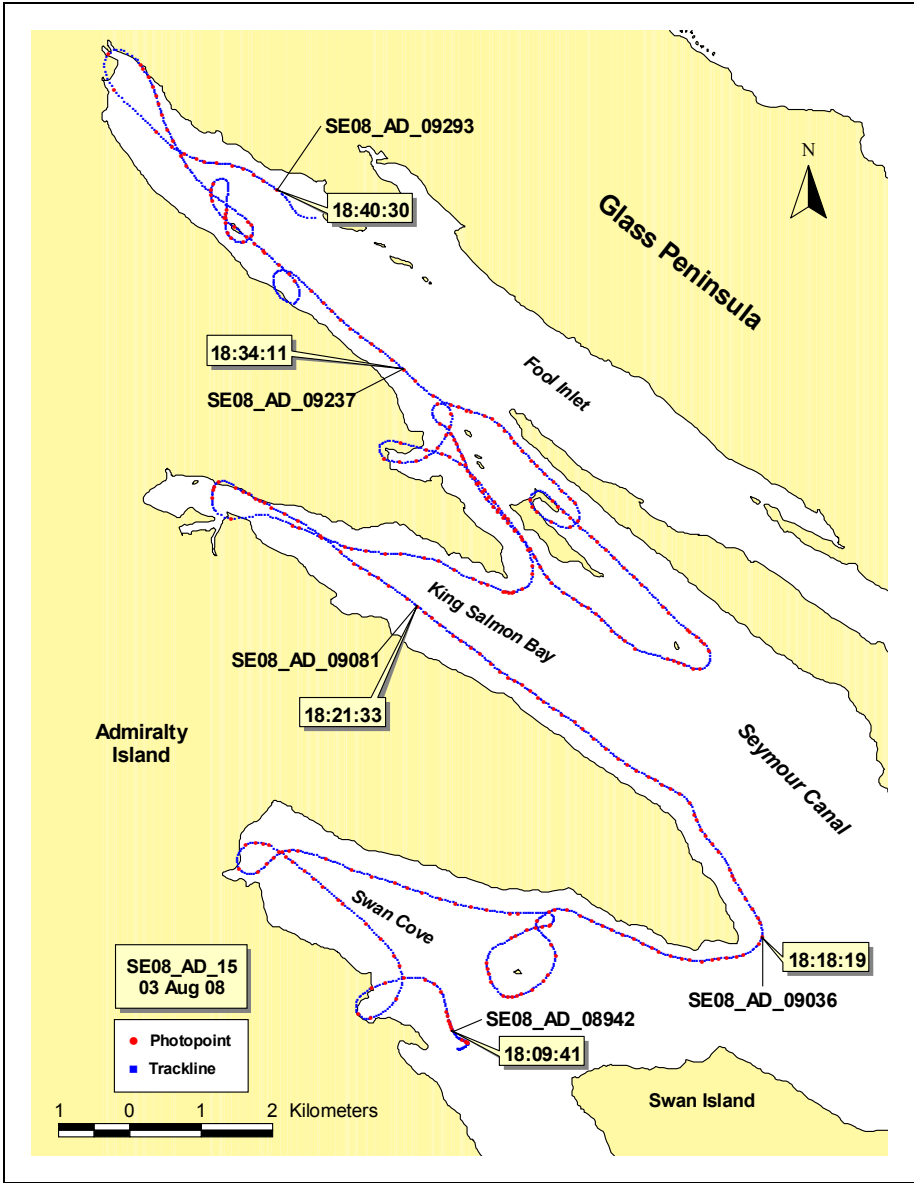 SE08_AD_09293
N
18:40:30
Glass Peninsula
18:34:11
Fool Inlet
SE08_AD_09237
King Salmon Bay
SE08_AD_09081
18:21:33
Admiralty
Island
Seymour Canal
Swan Cove
SE08_AD_15
03 Aug 08
18:18:19
SE08_AD_09036
SE08_AD_08942
Photopoint
18:09:41
Trackline
Swan Island
1 0 1 2 Kilometers